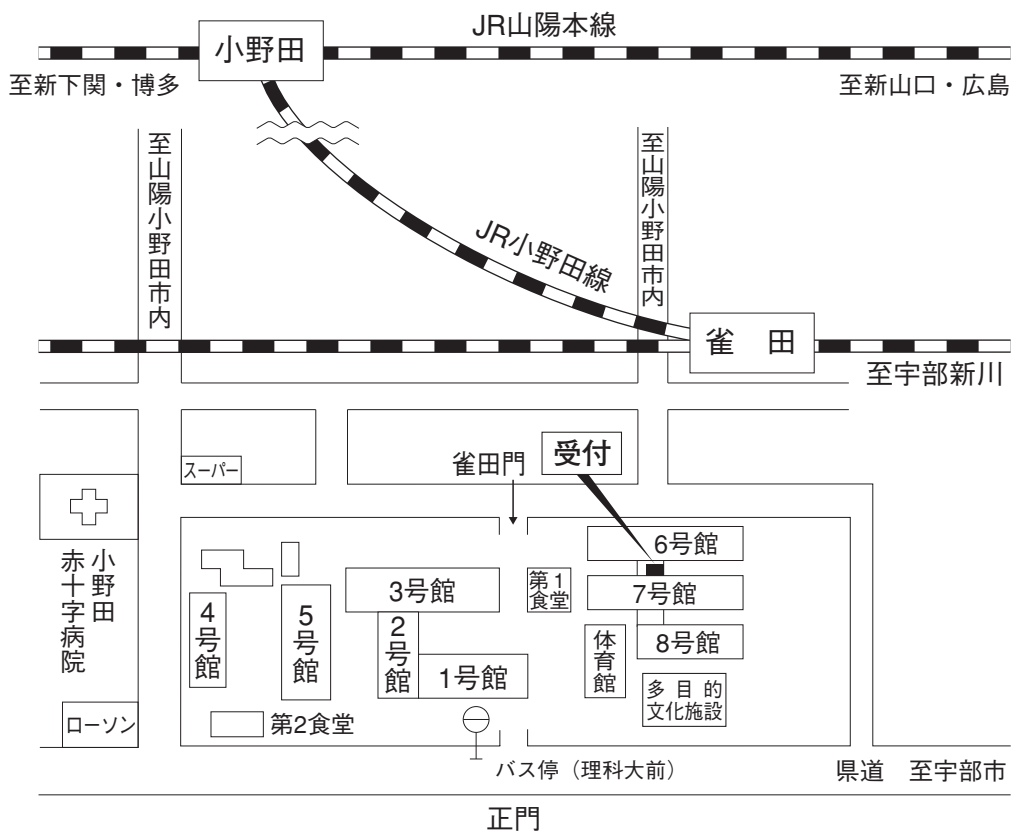 JR山陽本線
小野田
至新下関・博多
至新山口・広島
至山陽小野田市内
至山陽小野田市内
JR小野田線
雀　田
至宇部新川
スーパー
雀田門
受付
小野田
赤十字病院
6号館
7号館
8号館
第1
食堂
3号館
4号館
5号館
2号館
1号館
体育館
多目的
文化施設
ローソン
第2食堂
バス停（理科大前）
県道　至宇部市
正門